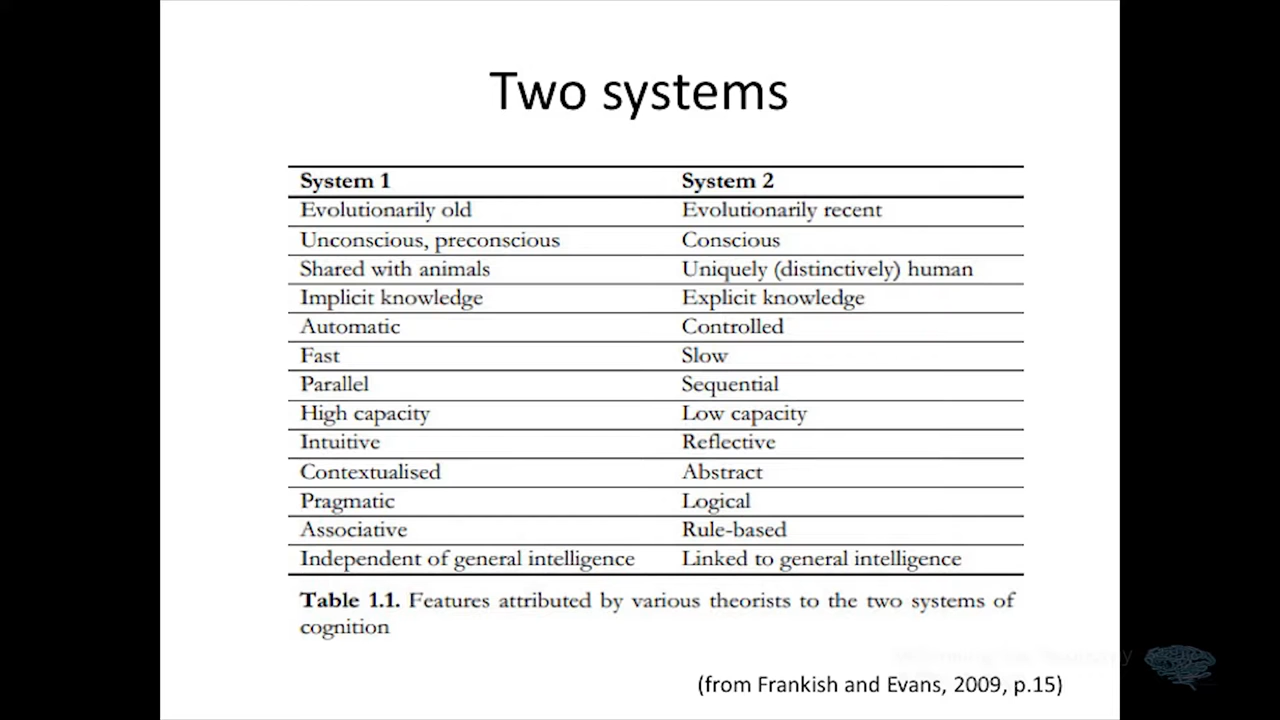 Two systems
System 1 System 2
Evolutionarily old Evolutionarily recent
Unconscious, preconscious Conscious
Shared with animals Uniquely (distinctively) human
Implicit knowledge Explicit knowledge
Automatic Controlled
Fast Slow
Parallel Sequential
High capacity Low capacity
Intuitive Reflective
Contextualised Abstract
Pragmatic Logical
Associative Rule-based
Independent of general intelligence Linked to general intelligence
Table 1.1. Features attributed by various theorists to the two systems of
cognition
(from Frankish and Evans, 2009, p.15)